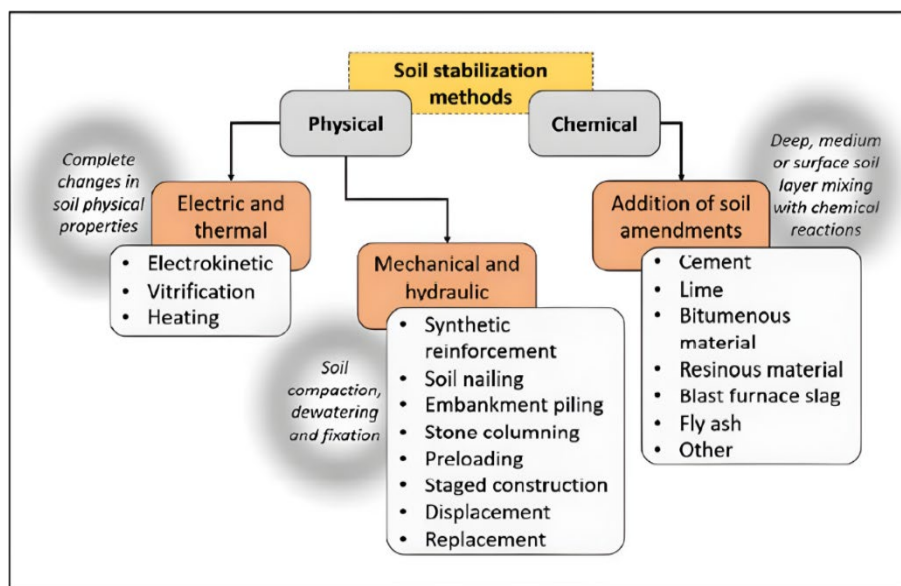 Soil stabilization
methods
Physical
Chemical
Complete
changes in
soil physical
properties
Electric and
thermal
• Electrokinetic
• Vitrification
• Heating
Mechanical and
hydraulic
• Synthetic
reinforcement
• Soil nailing
• Embankment piling
• Stone columning
• Preloading
• Staged construction
• Displacement
• Replacement
Soil
compaction,
dewatering
and fixation
Deep, medium
or surface soil
layer mixing
with chemical
reactions
Addition of soil
amendments
• Cement
• Lime
• Bitumenous
material
• Resinous material
• Blast furnace slag
• Fly ash
• Other